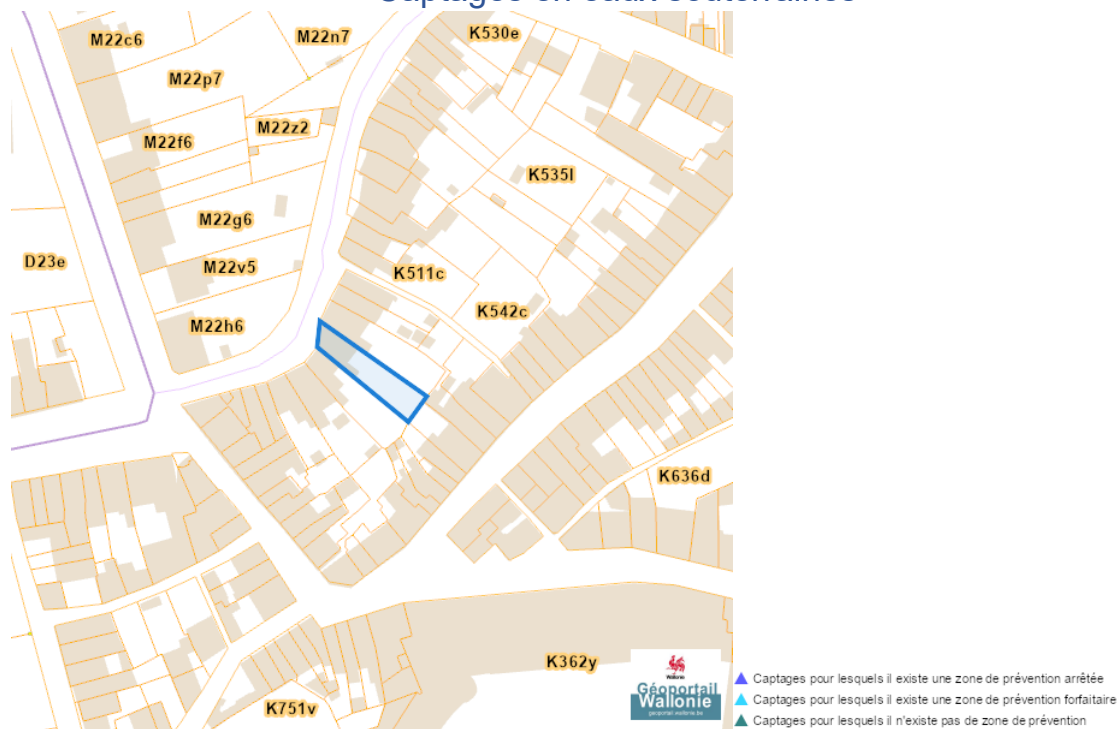 Captages en eaux souterraines
M22c6
M22n7
K530e
M22p7
M22z2
M22f6
K535l
M22g6
D23e
M22v5
K511c
K542c
M22h6
K636d
K362y
K751v
Wallonie
Géoportail
Wallonie
geoportail.wallonie.be
Captages pour lesquels il existe une zone de prévention arrêtée
Captages pour lesquels il existe une zone de prévention forfaitaire
Captages pour lesquels il n'existe pas de zone de prévention